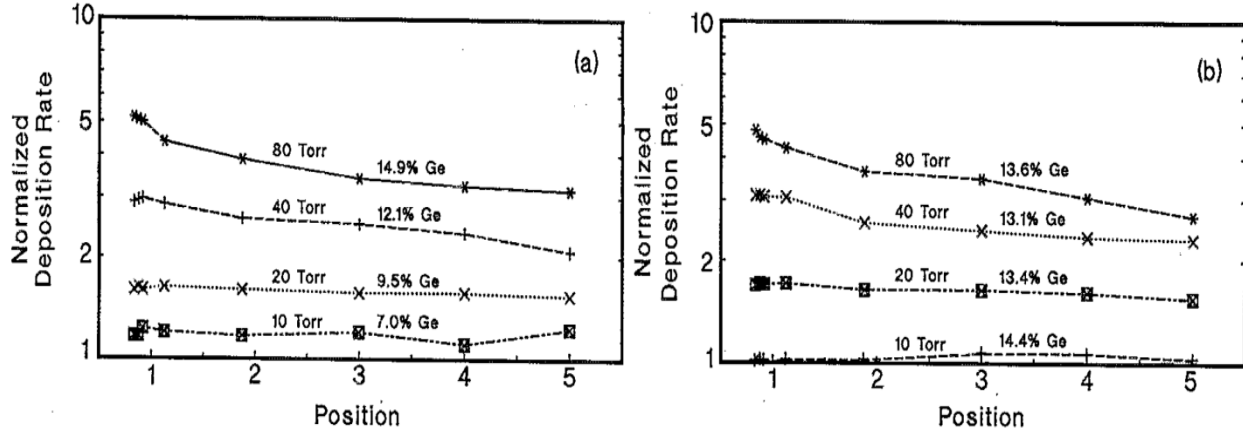 10
(a)
Normalized
Deposition Rate
5
80 Torr 14.9% Ge
40 Torr 12.1% Ge
2
20 Torr 9.5% Ge
10 Torr 7.0% Ge
1
1 2 3 4 5
Position
10
(b)
Normalized
Deposition Rate
5
80 Torr 13.6% Ge
40 Torr 13.1% Ge
2
20 Torr 13.4% Ge
10 Torr 14.4% Ge
1
1 2 3 4 5
Position